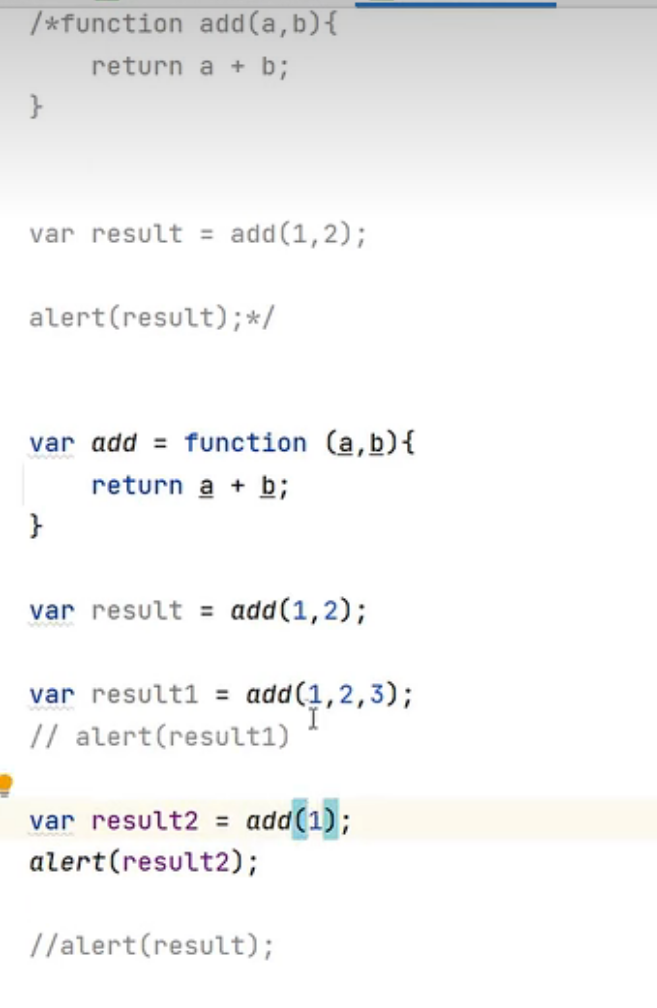 /*function add(a,b){
    return a + b;
}
var result = add(1,2);
alert(result);*/
var add = function (a,b){
    return a + b;
}
var result = add(1,2);
var result1 = add(1,2,3);
// alert(result1)
var result2 = add(1);
alert(result2);
//alert(result);